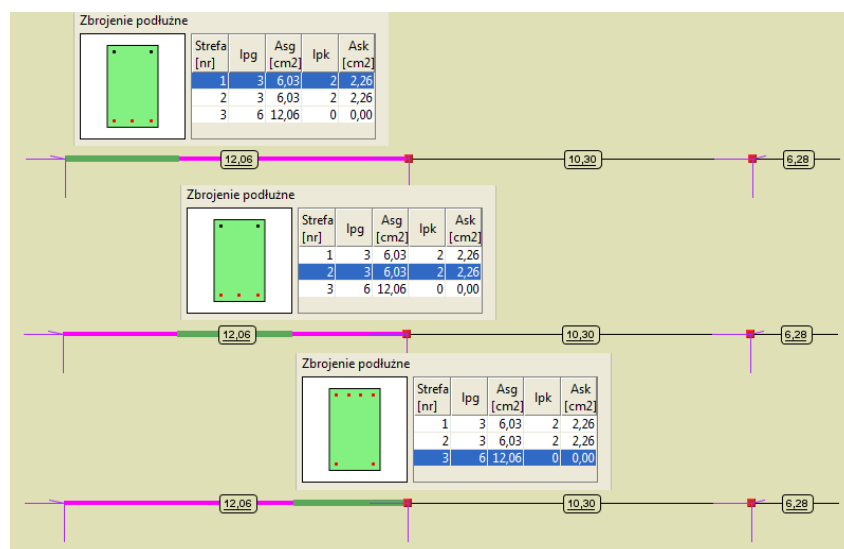 Zbrojenie podłużne
Strefa [nr] lpg Asg [cm2] lpk Ask [cm2]
1 3 6,03 2 2,26
2 3 6,03 2 2,26
3 6 12,06 0 0,00
12,06 10,30 6,28
Zbrojenie podłużne
Strefa [nr] lpg Asg [cm2] lpk Ask [cm2]
1 3 6,03 2 2,26
2 3 6,03 2 2,26
3 6 12,06 0 0,00
12,06 10,30 6,28
Zbrojenie podłużne
Strefa [nr] lpg Asg [cm2] lpk Ask [cm2]
1 3 6,03 2 2,26
2 3 6,03 2 2,26
3 6 12,06 0 0,00
12,06 10,30 6,28